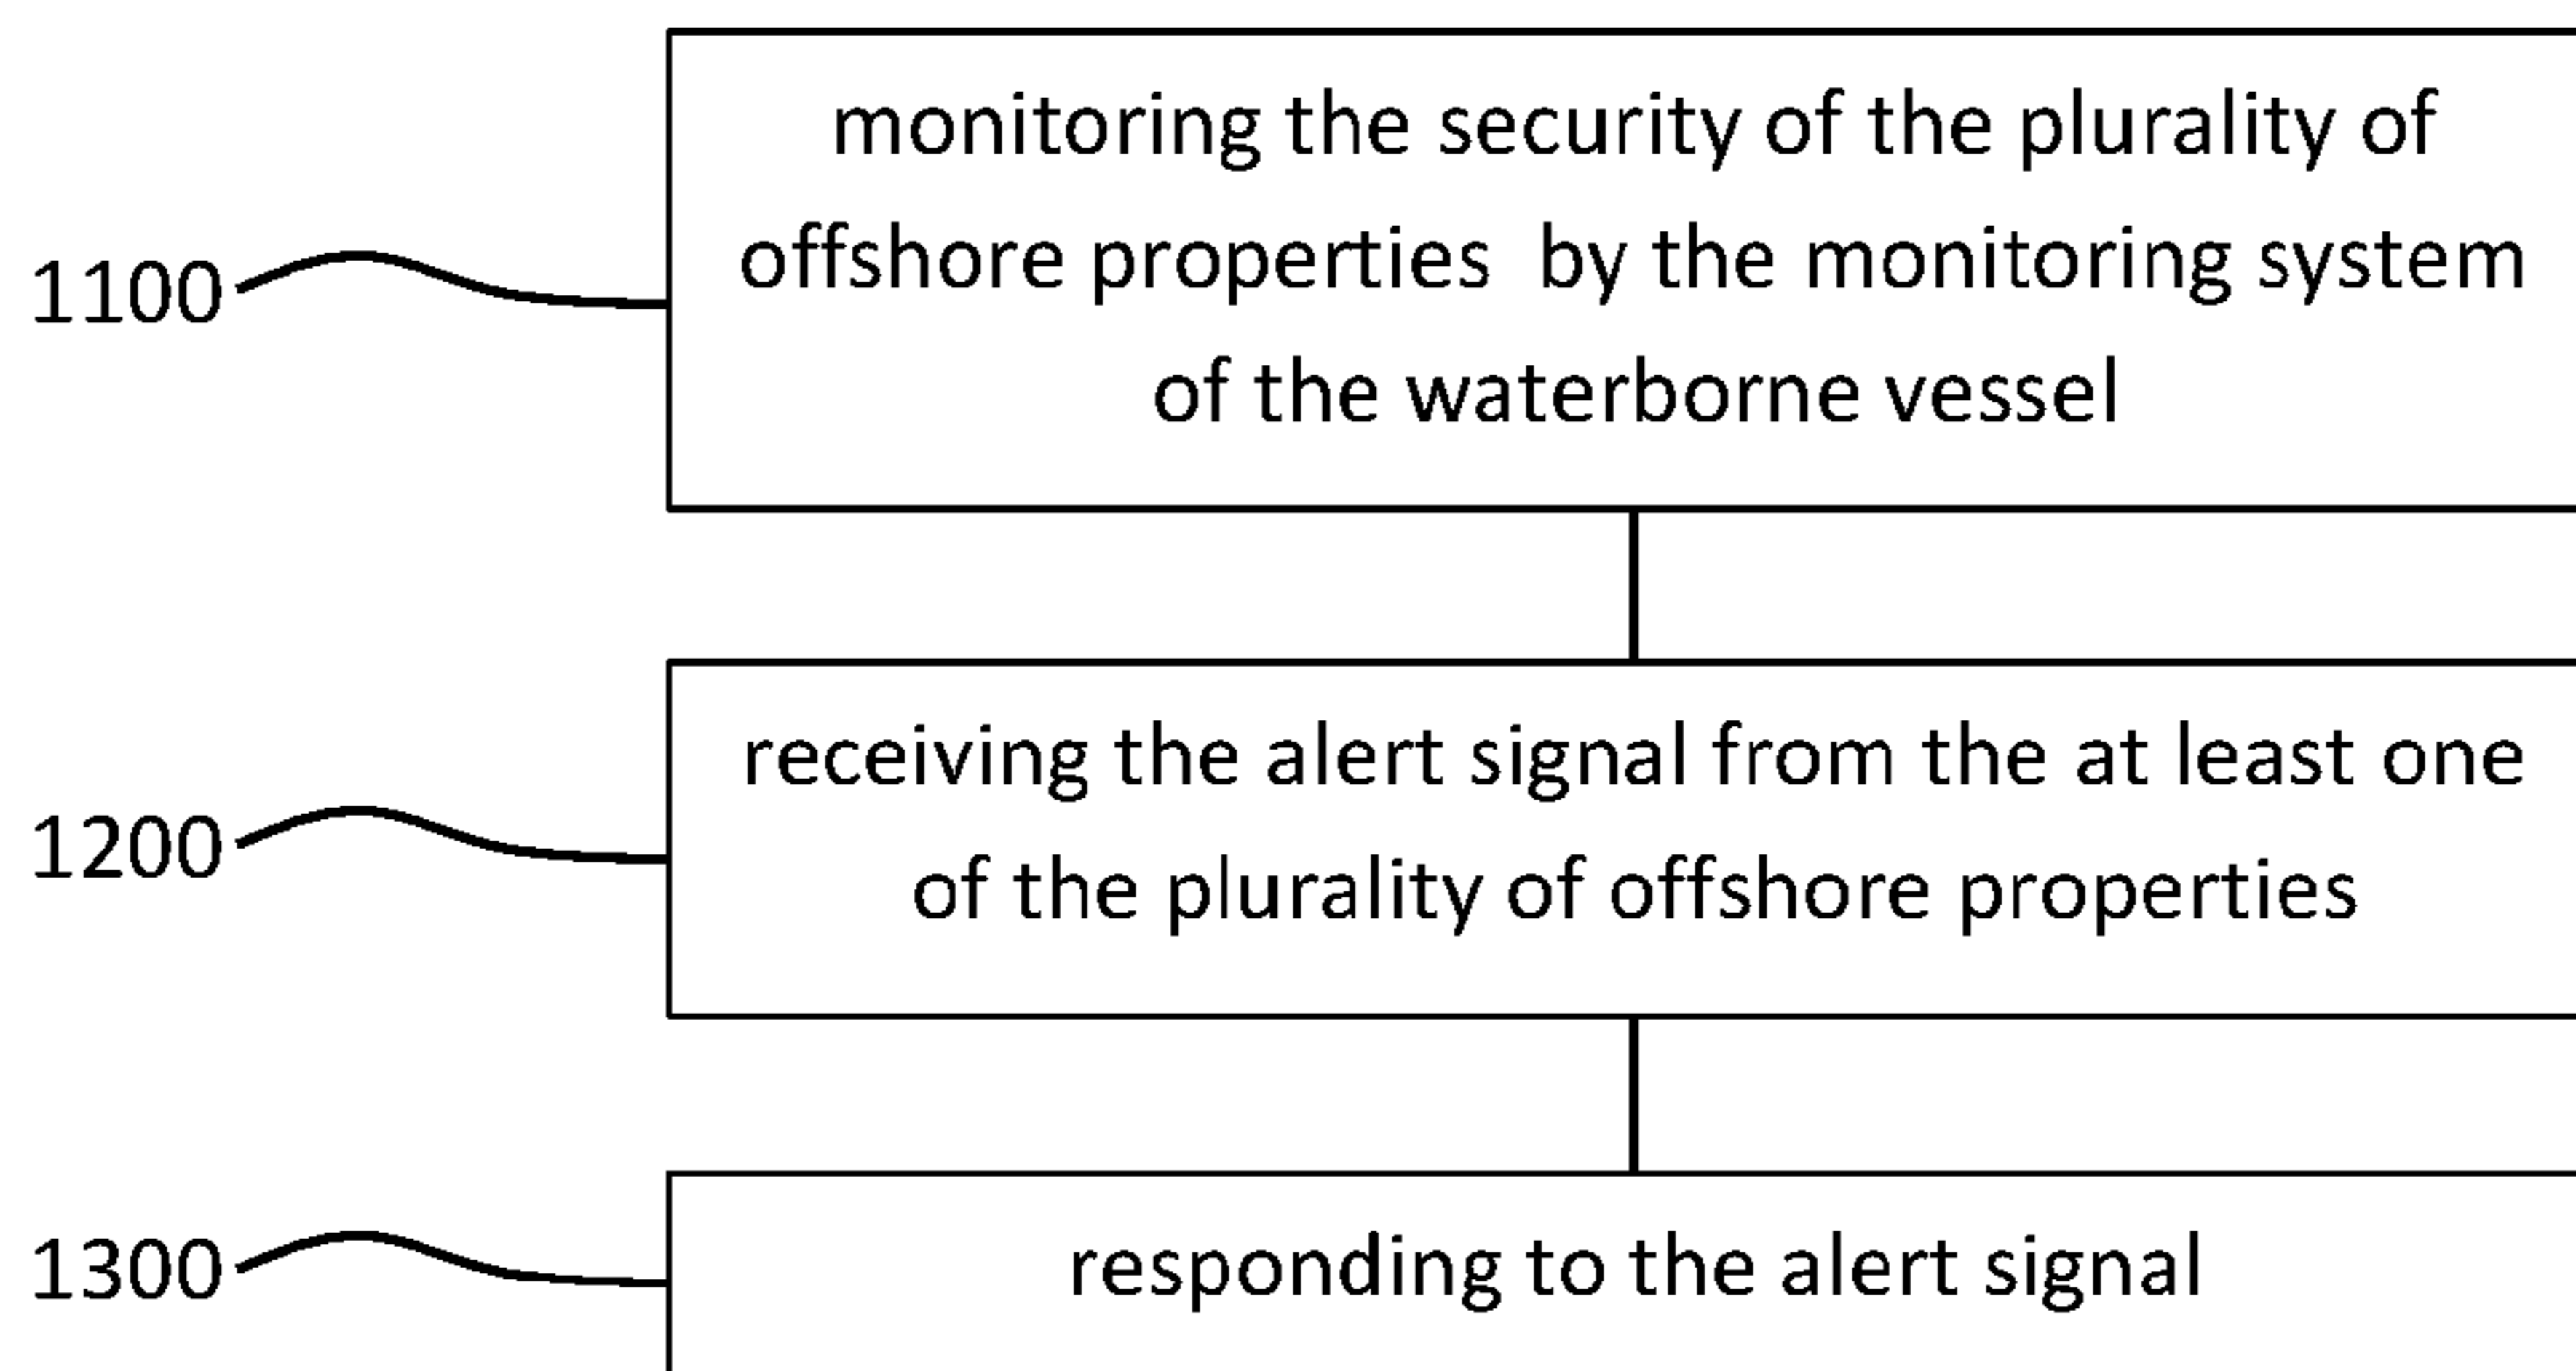 monitoring the security of the plurality of
1100 offshore properties by the monitoring system
of the waterborne vessel
receiving the alert signal from the at least one
1200 of the plurality of offshore properties
1300 responding to the alert signal